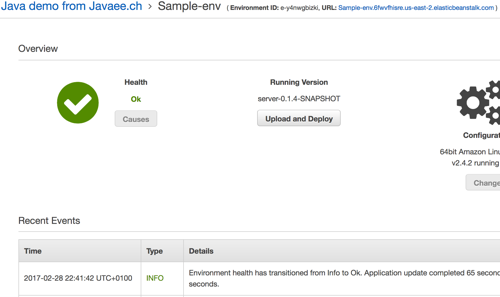 Java demo from Javaee.ch › Sample-env ( Environment ID: e-y4nwgbizki, URL: Sample-env.6fwvfhisre.us-east-2.elasticbeanstalk.com )
Overview
Health
Ok
Causes
Running Version
server-0.1.4-SNAPSHOT
Upload and Deploy
Configurat
64bit Amazon Linu
v2.4.2 running
Change
Recent Events
Time Type Details
2017-02-28 22:41:42 UTC+0100 INFO Environment health has transitioned from Info to Ok. Application update completed 65 second
seconds.